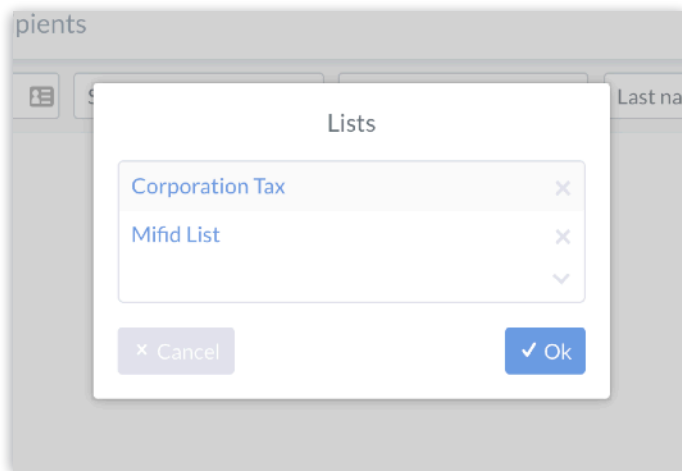 pients
Last na
Lists
Corporation Tax
Mifid List
Cancel
Ok